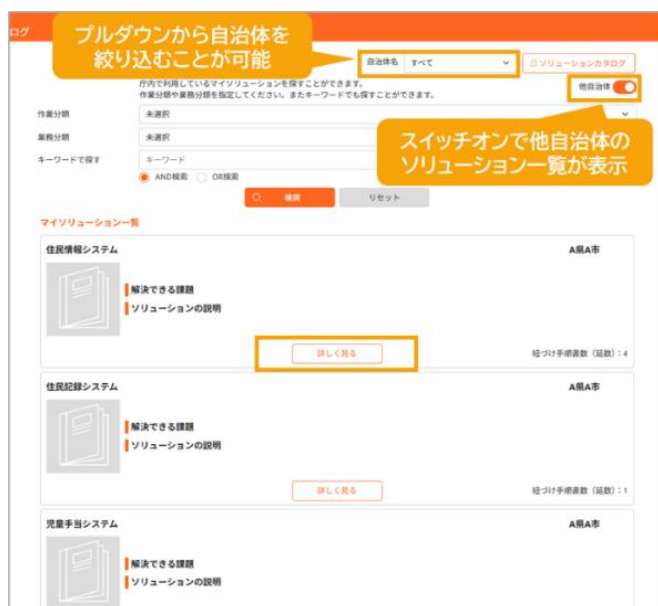 ログ
プルダウンから自治体を
絞り込むことが可能
自治体名 すべて
ソリューションカタログ
庁内で利用しているマイソリューションを探すことができます。
作業分類や業務分類を指定してください。またキーワードでも探すことができます。
他自治体
作業分類 未選択
業務分類 未選択
スイッチオンで他自治体の
ソリューション一覧が表示
キーワードで探す キーワード
AND検索 OR検索
検索 リセット
マイソリューション一覧
住民情報システム A県A市
解決できる課題
ソリューションの説明
詳しく見る 紐づけ手順書数（延数）：4
住民記録システム A県A市
解決できる課題
ソリューションの説明
詳しく見る 紐づけ手順書数（延数）：1
児童手当システム A県A市
解決できる課題
ソリューションの説明